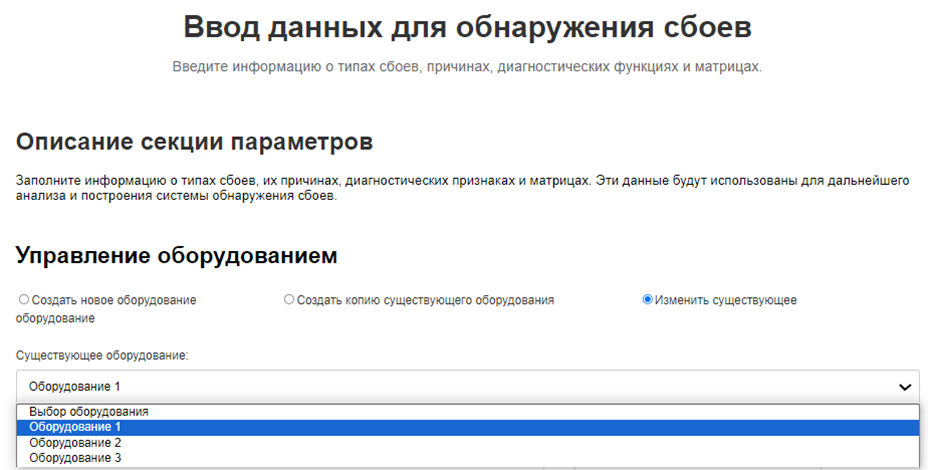 Ввод данных для обнаружения сбоев
Введите информацию о типах сбоев, причинах, диагностических функциях и матрицах.
Описание секции параметров
Заполните информацию о типах сбоев, их причинах, диагностических признаках и матрицах. Эти данные будут использованы для дальнейшего
анализа и построения системы обнаружения сбоев.
Управление оборудованием
Создать новое оборудование Создать копию существующего оборудования Изменить существующее
оборудование
Существующее оборудование:
Оборудование 1
Выбор оборудования
Оборудование 1
Оборудование 2
Оборудование 3